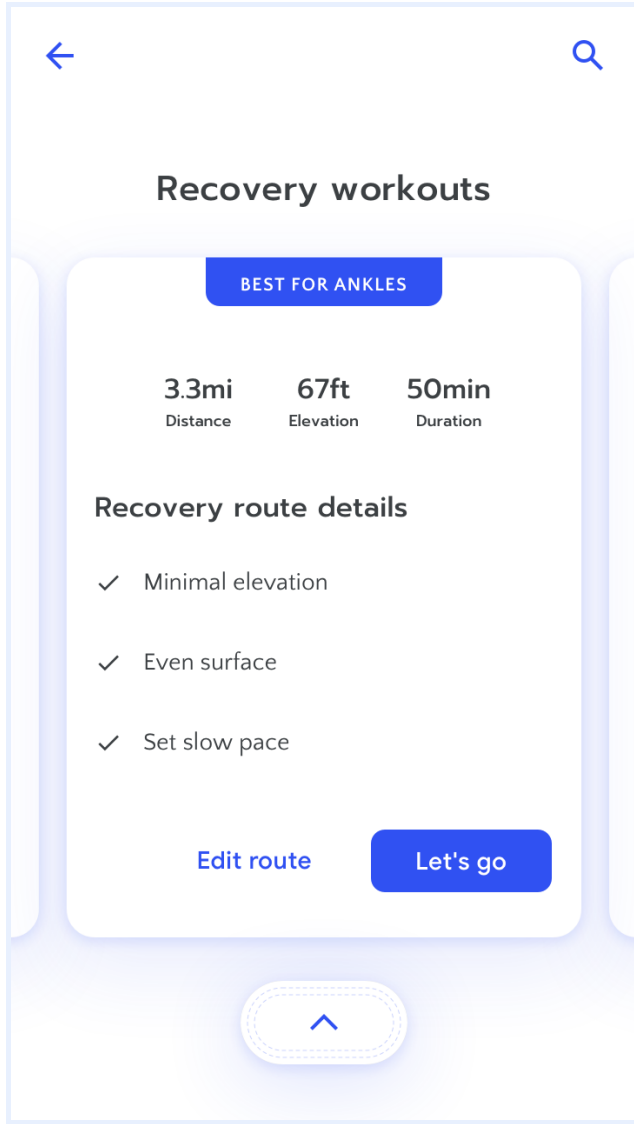 Recovery workouts
BEST FOR ANKLES
3.3mi 67ft 50min
Distance Elevation Duration
Recovery route details
Minimal elevation
Even surface
Set slow pace
Edit route Let's go